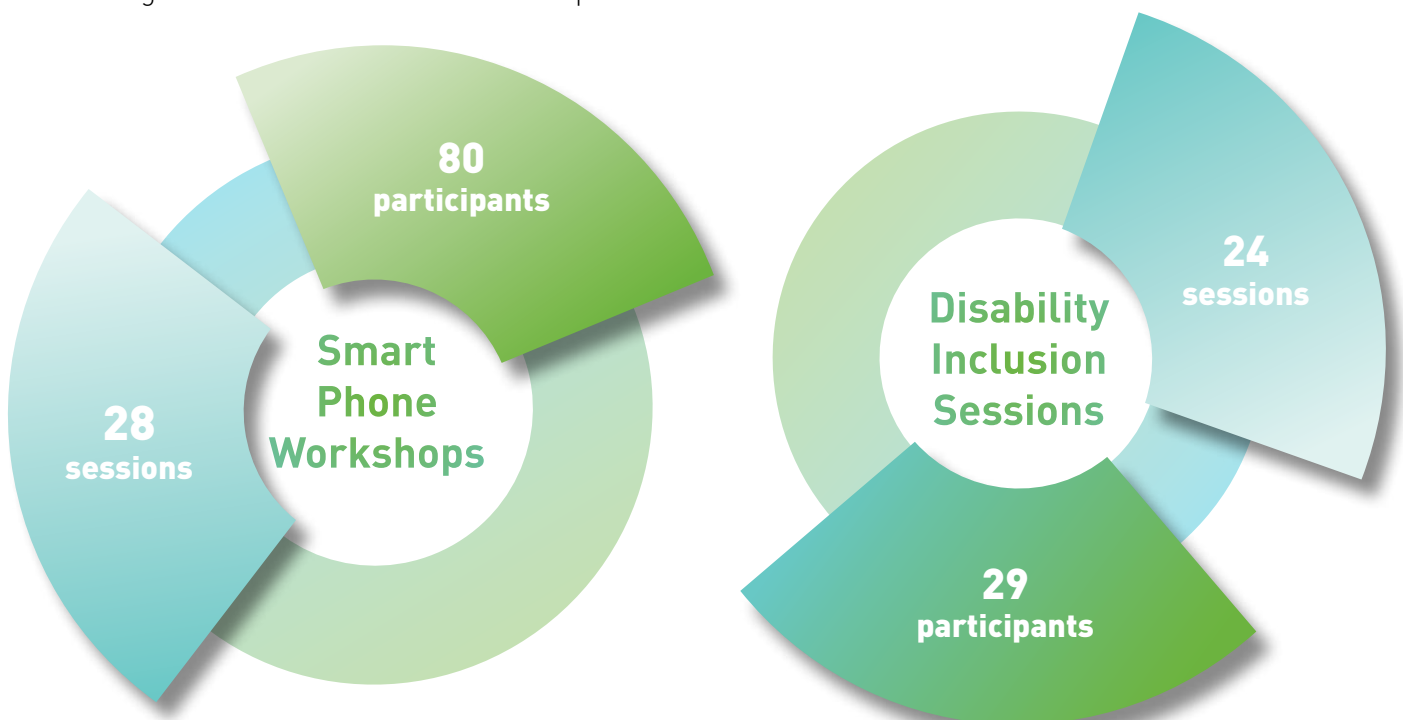 80
participants
28
sessions
Smart
Phone
Workshops
24
sessions
Disability
Inclusion
Sessions
29
participants